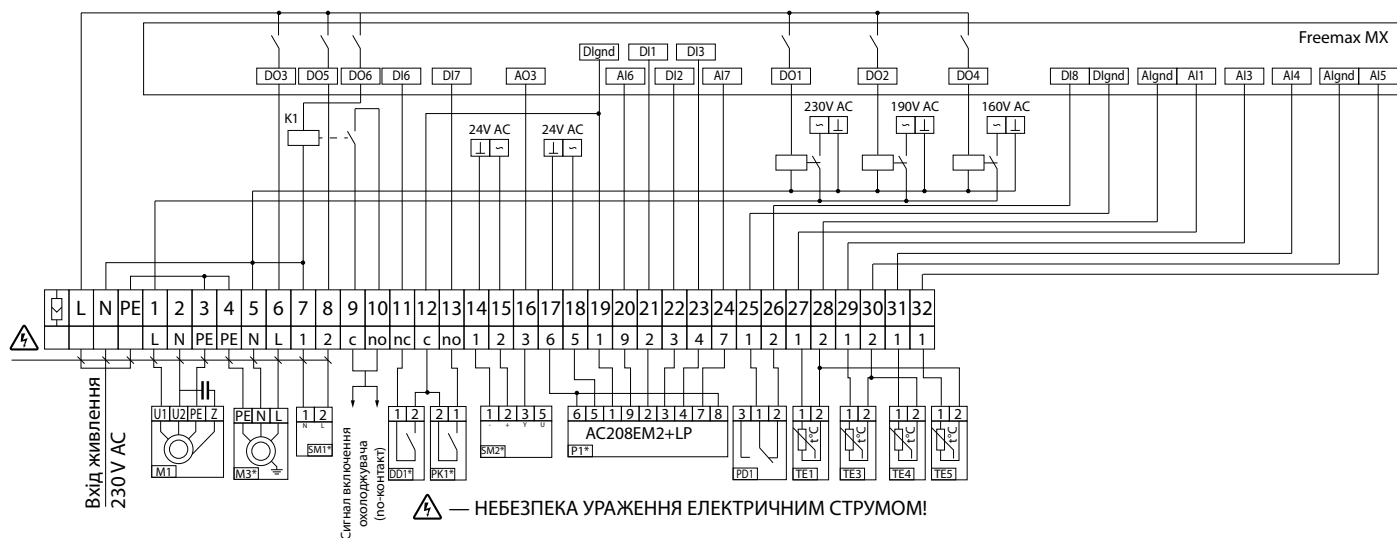 Freemax MX
DIgnd DI1 DI3
DO3 DO5 DO6 DI6 DI7 AO3 AI6 DI2 AI7 DO1 DO2 DO4 DI8 DIgnd AIgnd AI1 AI3 AI4 AIgnd AI5
K1
24V AC 24V AC 230V AC 190V AC 160V AC
L N PE 1 2 3 4 5 6 7 8 9 10 11 12 13 14 15 16 17 18 19 20 21 22 23 24 25 26 27 28 29 30 31 32
L N PE PE N L 1 2 c no nc c no 1 2 3 6 5 1 9 2 3 4 7 1 2 1 2 1 2 1 1
Вхід живлення
230 V AC
U1 U2 PE Z
M1
PE N L
M3*
1 2
N L
SM1*
Сигнал включення
охолоджувача
(no-контакт)
1 2
DD1*
2 1
PK1*
1 2 3 5
- + Y U
SM2*
6 5 1 9 2 3 4 7 8
AC208EM2+LP
P1*
3 1 2
PD1
1 2
t°C
TE1
1 2
t°C
TE3
1 2
t°C
TE4
1 2
t°C
TE5
— НЕБЕЗПЕКА УРАЖЕННЯ ЕЛЕКТРИЧНИМ СТРУМОМ!